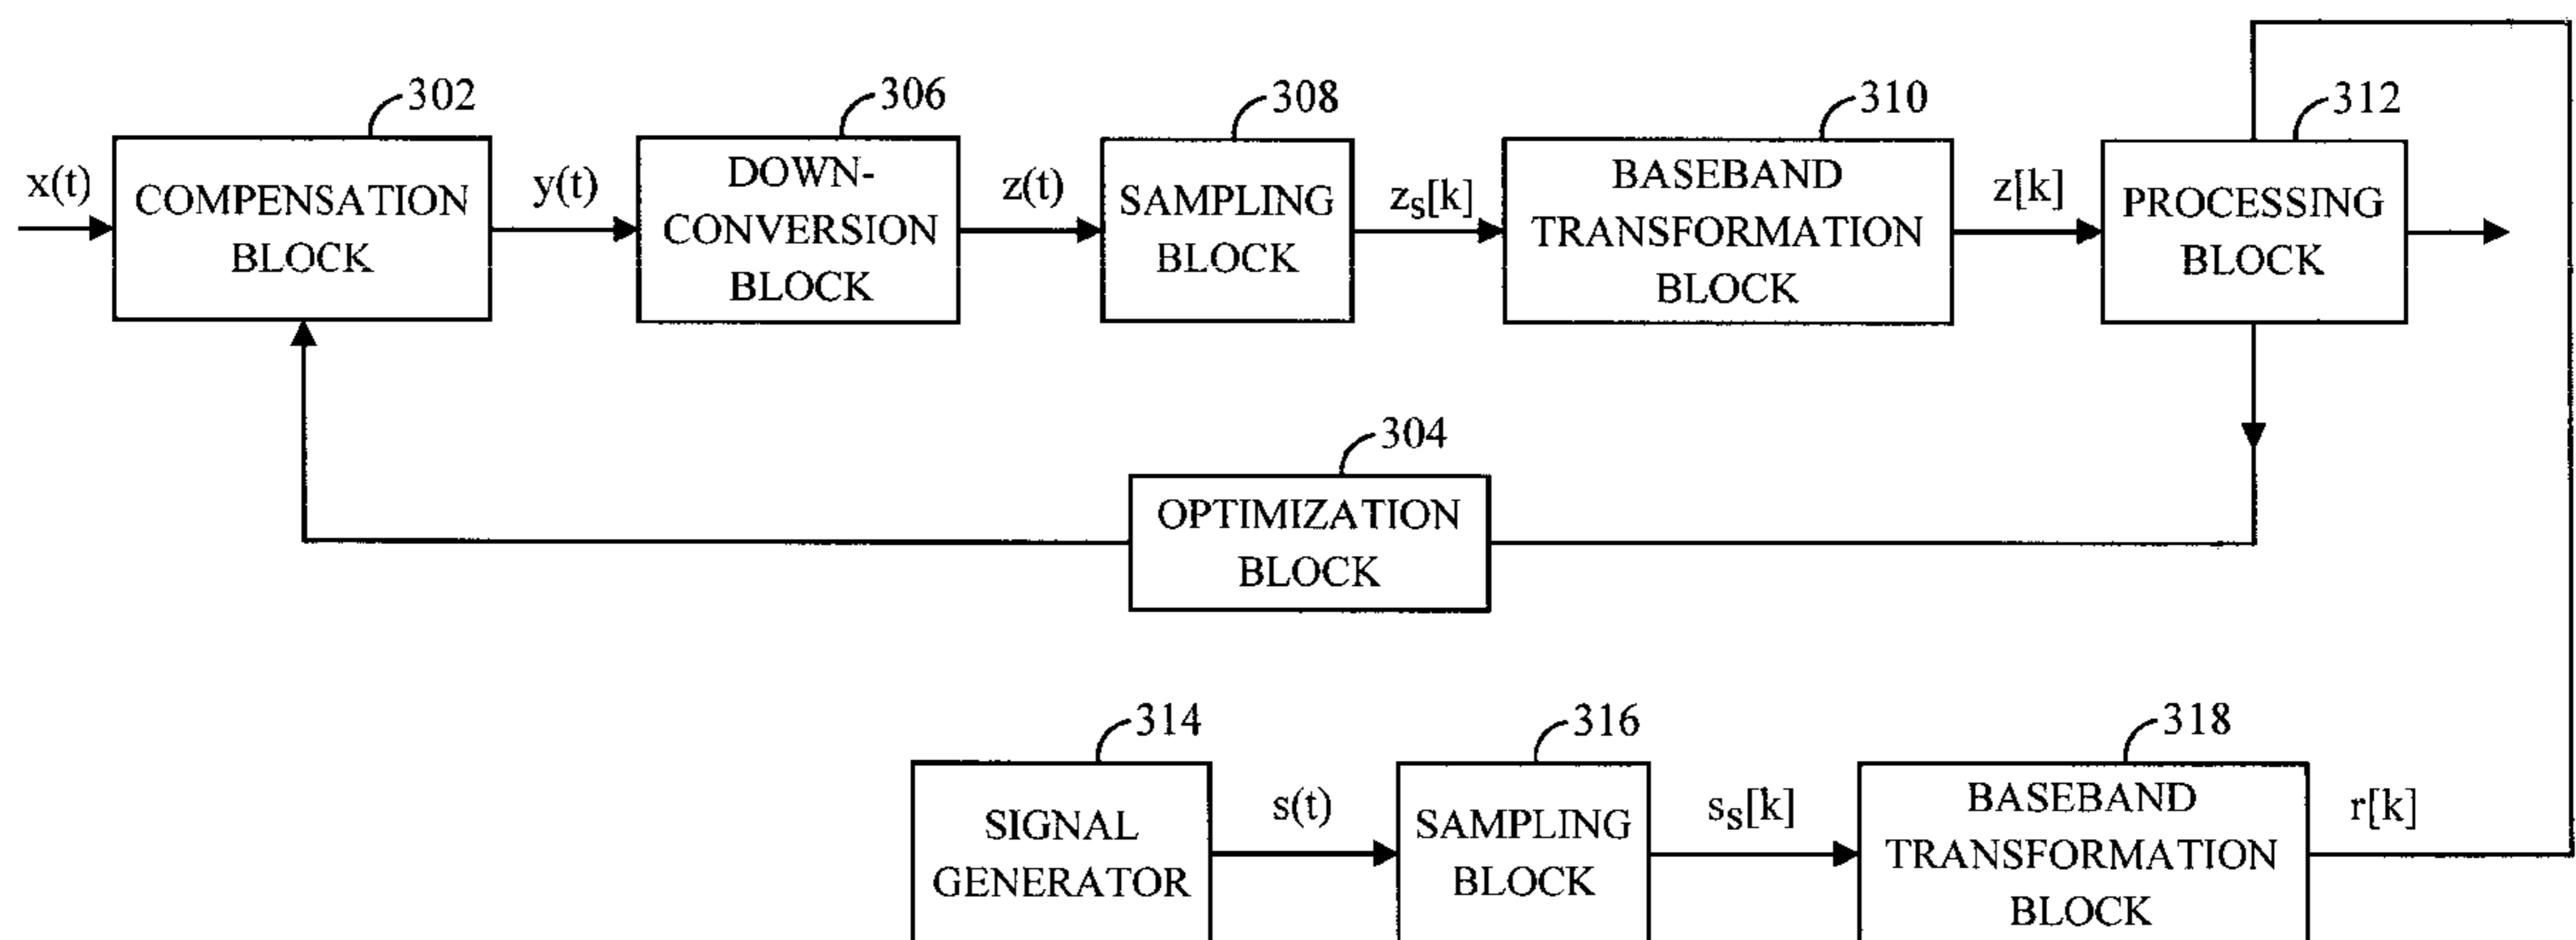 302
306
308
310
312
x(t)
COMPENSATION
BLOCK
y(t)
DOWN-
CONVERSION
BLOCK
z(t)
SAMPLING
BLOCK
zs[k]
BASEBAND
TRANSFORMATION
BLOCK
z[k]
PROCESSING
BLOCK
304
OPTIMIZATION
BLOCK
314
316
318
SIGNAL
GENERATOR
s(t)
SAMPLING
BLOCK
ss[k]
BASEBAND
TRANSFORMATION
BLOCK
r[k]